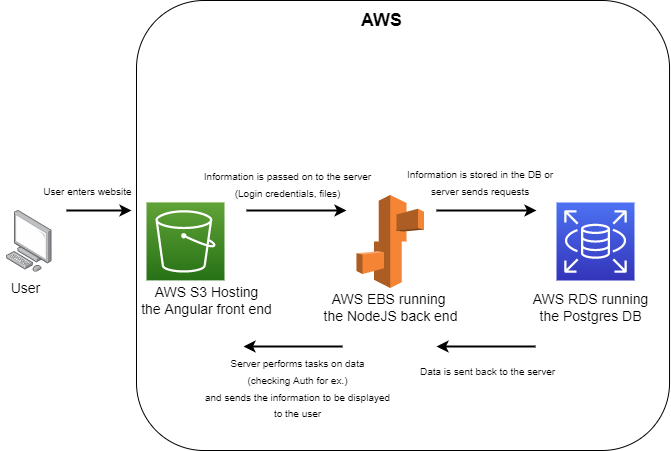 AWS
User enters website
Information is passed on to the server
(Login credentials, files)
Information is stored in the DB or
server sends requests
User
AWS S3 Hosting
the Angular front end
AWS EBS running
the NodeJS back end
AWS RDS running
the Postgres DB
Server performs tasks on data
(checking Auth for ex.)
and sends the information to be displayed
to the user
Data is sent back to the server